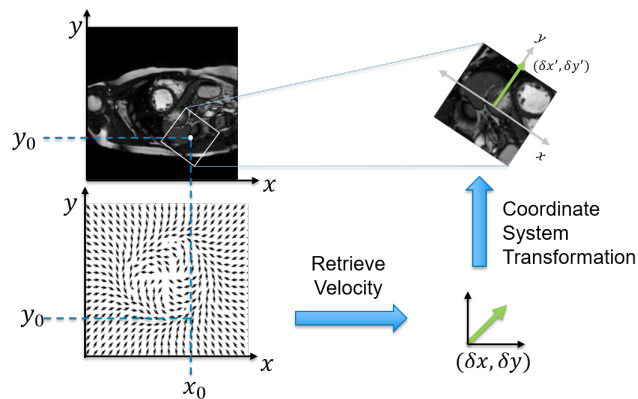 y
y
(δx′, δy′)
y₀
x
x
y
Coordinate
System
Transformation
Retrieve
Velocity
y₀
x
(δx, δy)
x₀